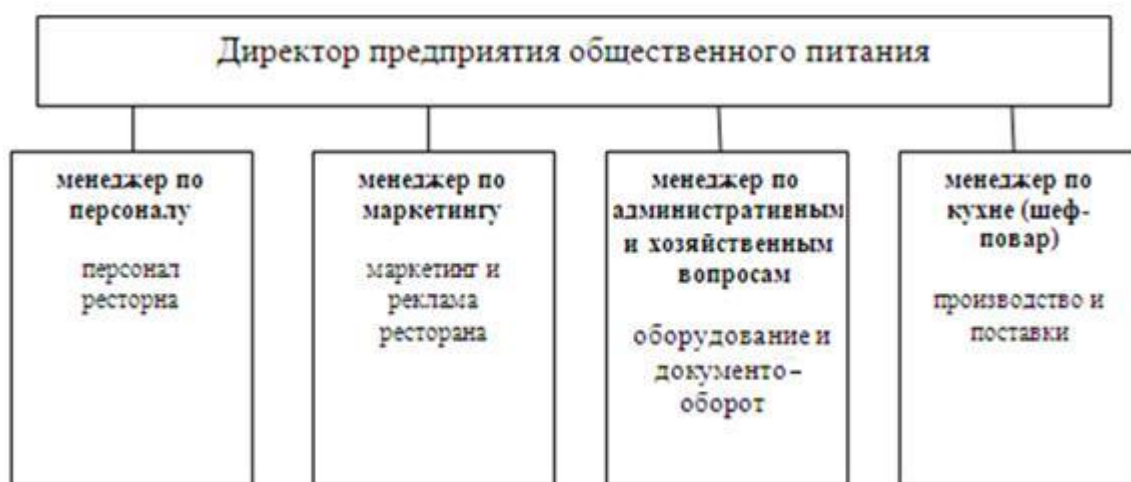 Директор предприятия общественного питания
менеджер по
персоналу
персонал
ресторна
менеджер по
маркетингу
маркетинг и
реклама
ресторана
менеджер по
административным
и хозяйственным
вопросам
оборудование и
документо–
оборот
менеджер по
кухне (шеф-
повар)
производство и
поставки